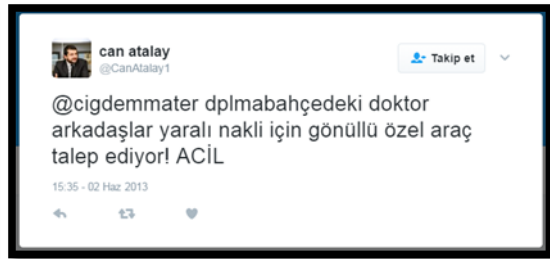 can atalay
@CanAtalay1
Takip et
@cigdemmater dplmabahçedeki doktor
arkadaşlar yaralı nakli için gönüllü özel araç
talep ediyor! ACİL
15:35 - 02 Haz 2013